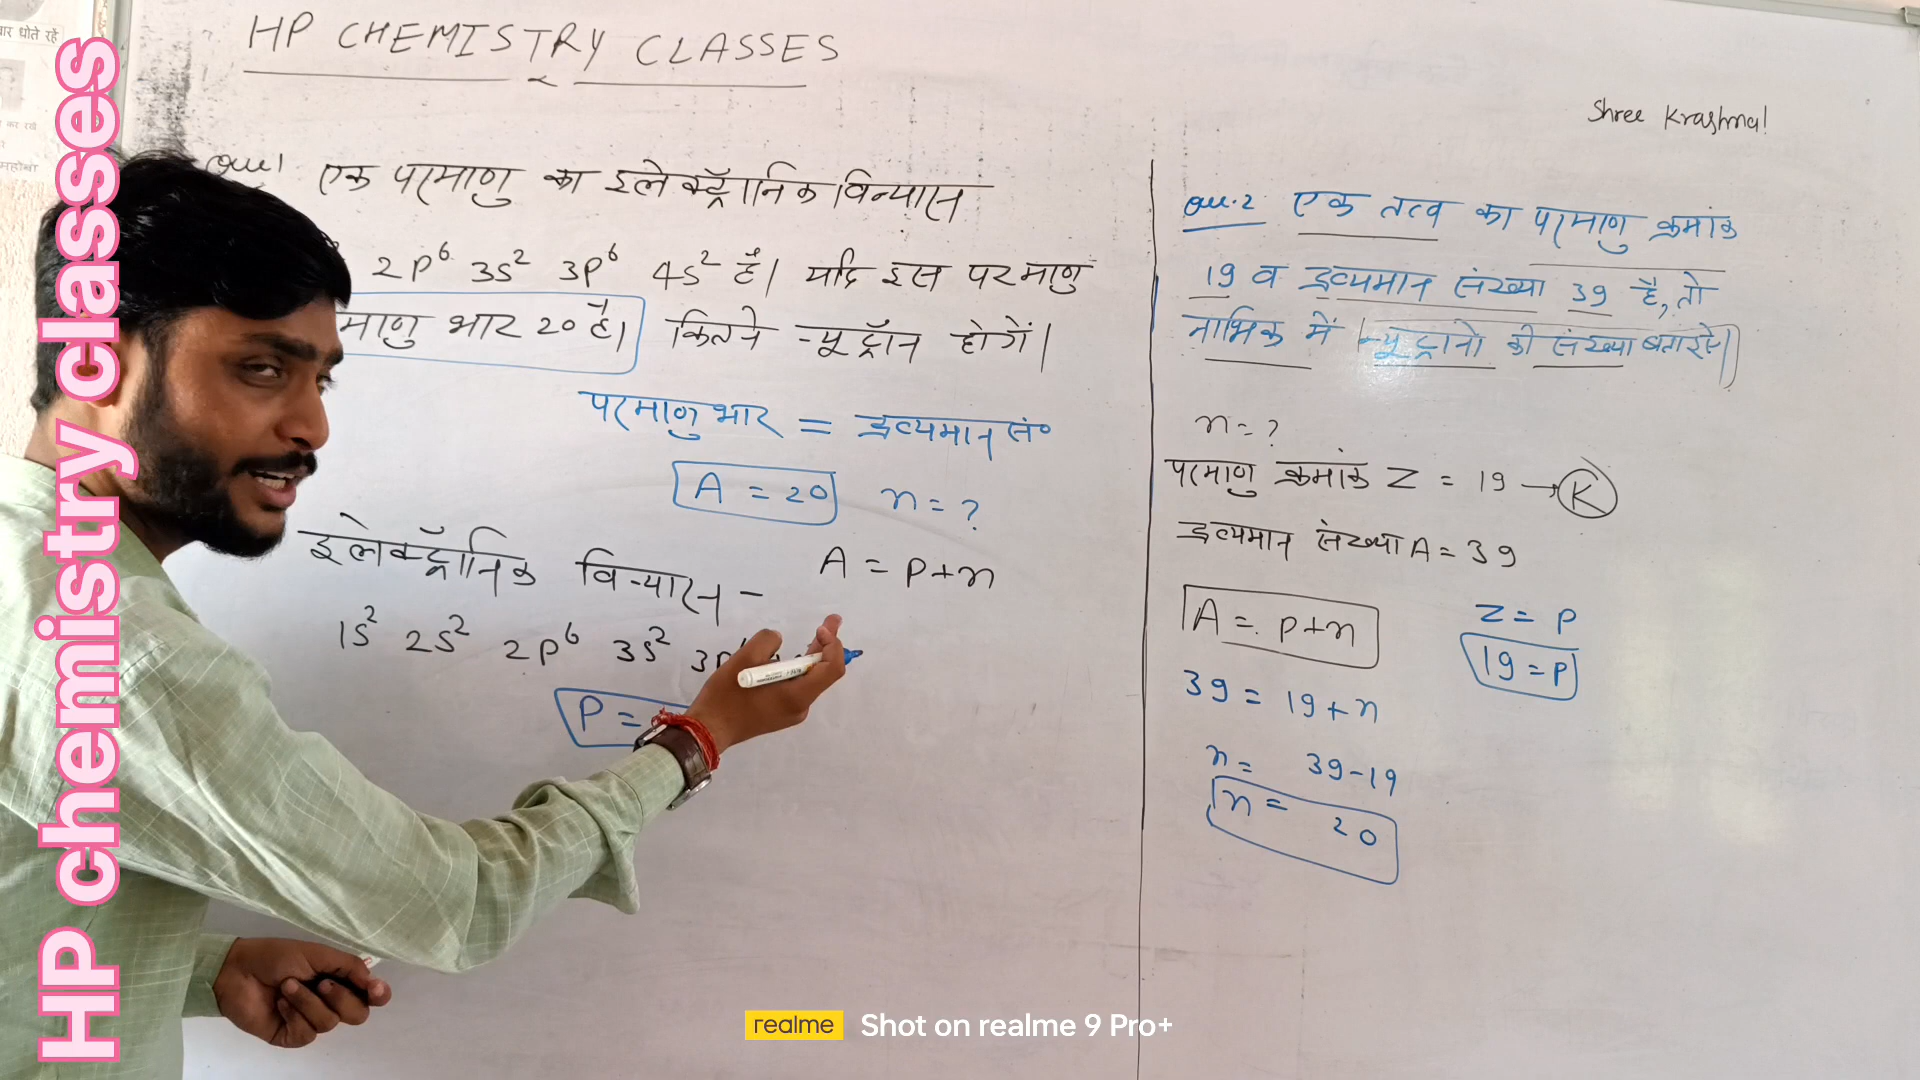 HP chemistry classes
ार धोते रहें
HP CHEMISTRY CLASSES
Shree Krashna!
Que.1 एक परमाणु का इलेक्ट्रॉनिक विन्यास
2P⁶ 3S² 3P⁶ 4S² है। यदि इस परमाणु
माणु भार 20 है। कितने न्यूट्रॉन होगें।
परमाणु भार = द्रव्यमान सं०
A = 20 n = ?
A = P+n
इलेक्ट्रॉनिक विन्यास -
1S² 2S² 2P⁶ 3S² 3P
P =
Que.2 एक तत्व का परमाणु क्रमांक
19 व द्रव्यमान संख्या 39 है, तो
नाभिक में न्यूट्रानो की संख्या बताइये।
n = ?
परमाणु क्रमांक Z = 19 → K
द्रव्यमान संख्या A = 39
A = P+n
Z = P
19 = P
39 = 19+n
n = 39-19
n = 20
realme Shot on realme 9 Pro+